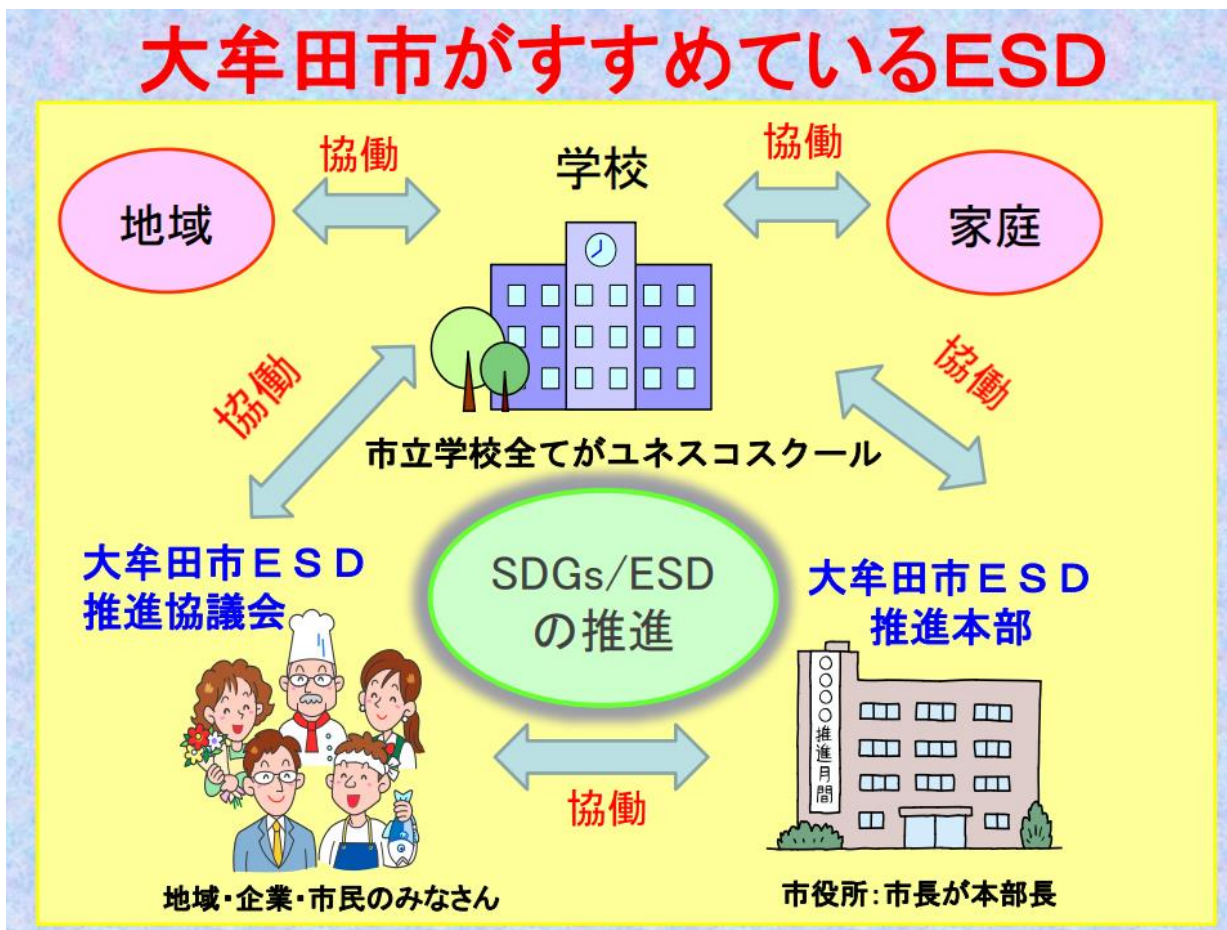 大牟田市がすすめているESD
協働
協働
学校
地域
家庭
協働
協働
市立学校全てがユネスコスクール
大牟田市ESD
推進協議会
SDGs/ESD
の推進
大牟田市ESD
推進本部
○○○○推進月間
協働
地域・企業・市民のみなさん
市役所：市長が本部長